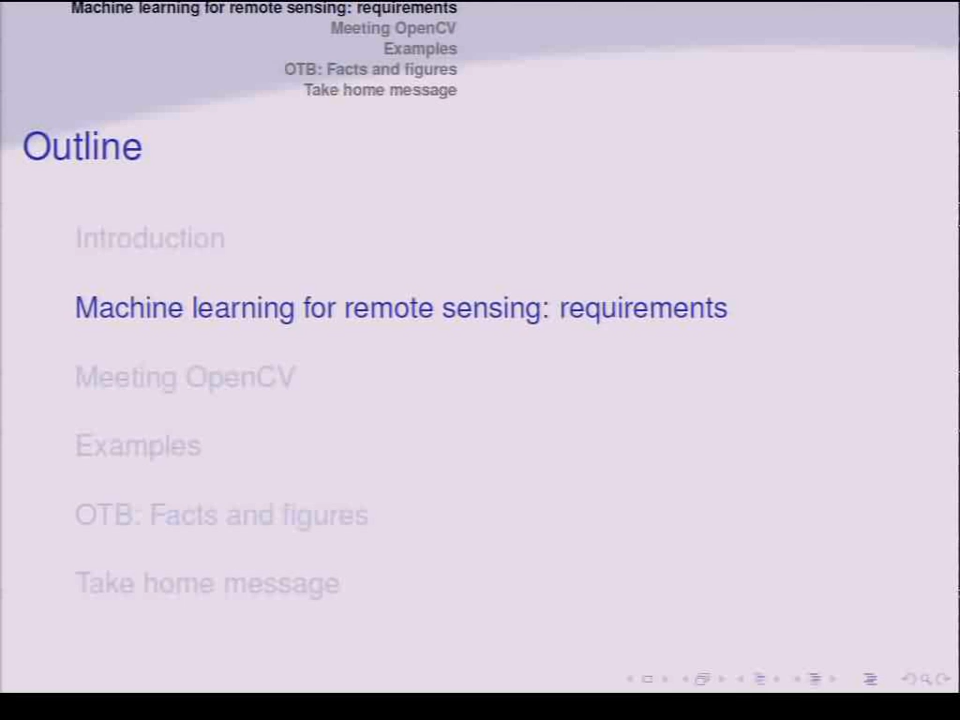 Machine learning for remote sensing: requirements
Meeting OpenCV
Examples
OTB: Facts and figures
Take home message
Outline
Introduction
Machine learning for remote sensing: requirements
Meeting OpenCV
Examples
OTB: Facts and figures
Take home message